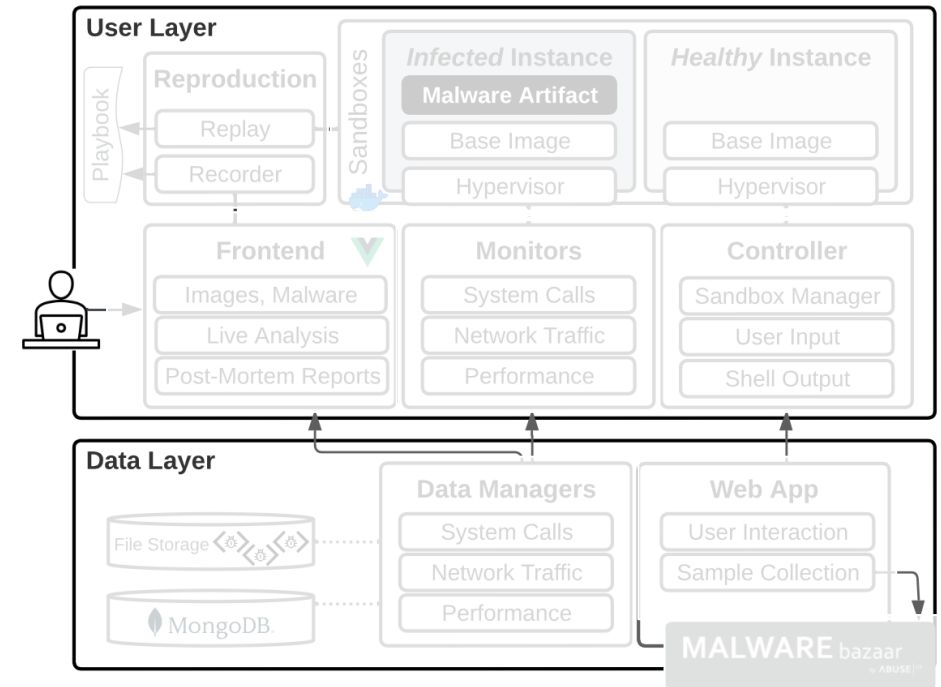 User Layer
Playbook
Reproduction
Replay
Recorder
Sandboxes
Infected Instance
Malware Artifact
Base Image
Hypervisor
Healthy Instance
Base Image
Hypervisor
Frontend
Images, Malware
Live Analysis
Post-Mortem Reports
Monitors
System Calls
Network Traffic
Performance
Controller
Sandbox Manager
User Input
Shell Output
Data Layer
File Storage
MongoDB.
Data Managers
System Calls
Network Traffic
Performance
Web App
User Interaction
Sample Collection
MALWARE bazaar
by ABUSE